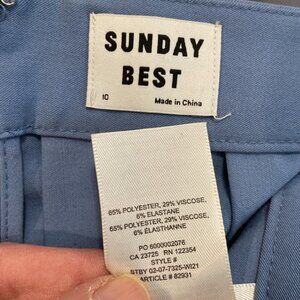 SUNDAY
BEST
10
Made in China
65% POLYESTER, 29% VISCOSE,
6% ELASTANE
65% POLYESTER, 29% VISCOSE,
6% ÉLASTHANNE
PO 6000002076
CA 23725 RN 122354
STYLE #
STBY 02-07-7325-WI21
ARTICLE # 82931